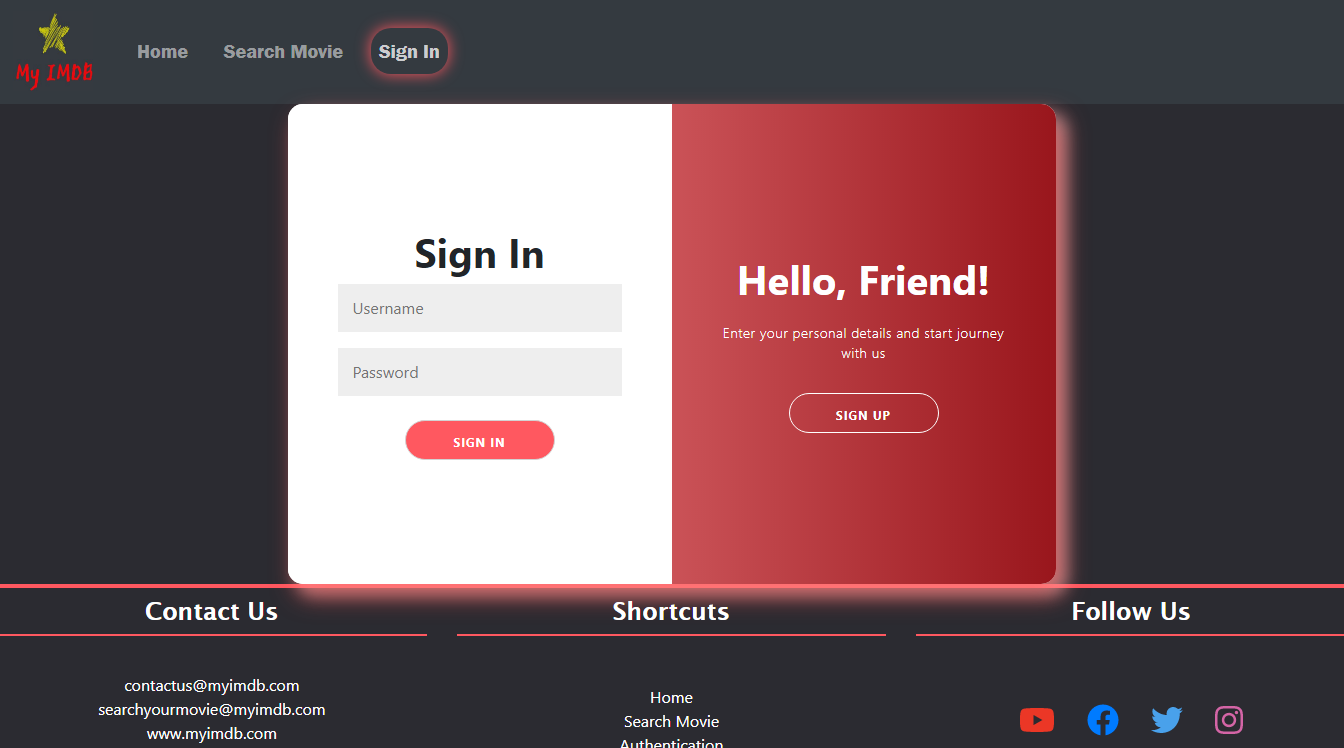 My IMDB
Home
Search Movie
Sign In
Sign In
Username
Password
SIGN IN
Hello, Friend!
Enter your personal details and start journey
with us
SIGN UP
Contact Us
contactus@myimdb.com
searchyourmovie@myimdb.com
www.myimdb.com
Shortcuts
Home
Search Movie
Authentication
Follow Us